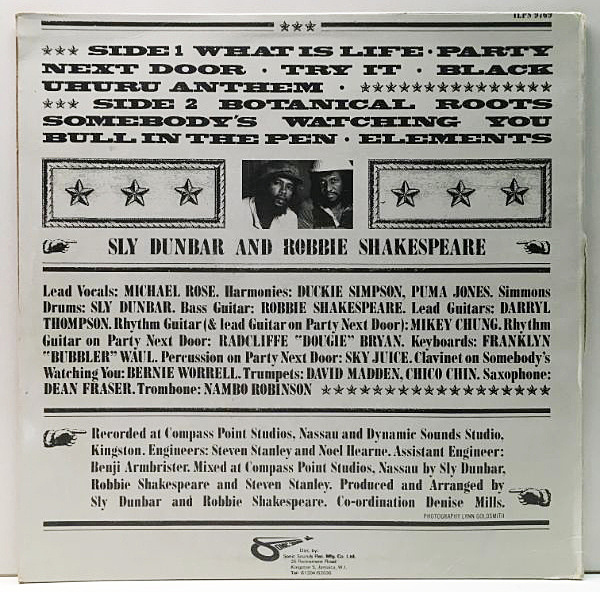 ILPS 9769
SIDE 1 WHAT IS LIFE · PARTY
NEXT DOOR · TRY IT · BLACK
UHURU ANTHEM ·
SIDE 2 BOTANICAL ROOTS
SOMEBODY'S WATCHING YOU
BULL IN THE PEN · ELEMENTS
SLY DUNBAR AND ROBBIE SHAKESPEARE
Lead Vocals: MICHAEL ROSE. Harmonies: DUCKIE SIMPSON, PUMA JONES. Simmons
Drums: SLY DUNBAR. Bass Guitar: ROBBIE SHAKESPEARE. Lead Guitars: DARRYL
THOMPSON. Rhythm Guitar (& lead Guitar on Party Next Door): MIKEY CHUNG. Rhythm
Guitar on Party Next Door: RADCLIFFE "DOUGIE" BRYAN. Keyboards: FRANKLYN
"BUBBLER" WAUL. Percussion on Party Next Door: SKY JUICE. Clavinet on Somebody's
Watching You: BERNIE WORRELL. Trumpets: DAVID MADDEN, CHICO CHIN. Saxophone:
DEAN FRASER. Trombone: NAMBO ROBINSON
Recorded at Compass Point Studios, Nassau and Dynamic Sounds Studio,
Kingston. Engineers: Steven Stanley and Noel Hearne. Assistant Engineer:
Benji Armbrister. Mixed at Compass Point Studios, Nassau by Sly Dunbar,
Robbie Shakespeare and Steven Stanley. Produced and Arranged by
Sly Dunbar and Robbie Shakespeare. Co-ordination Denise Mills.
PHOTOGRAPHY LYNN GOLDSMITH
Dist. by:
Sonic Sounds Rec. Mfg. Co. Ltd.
Kingston 5, Jamaica, W.I.